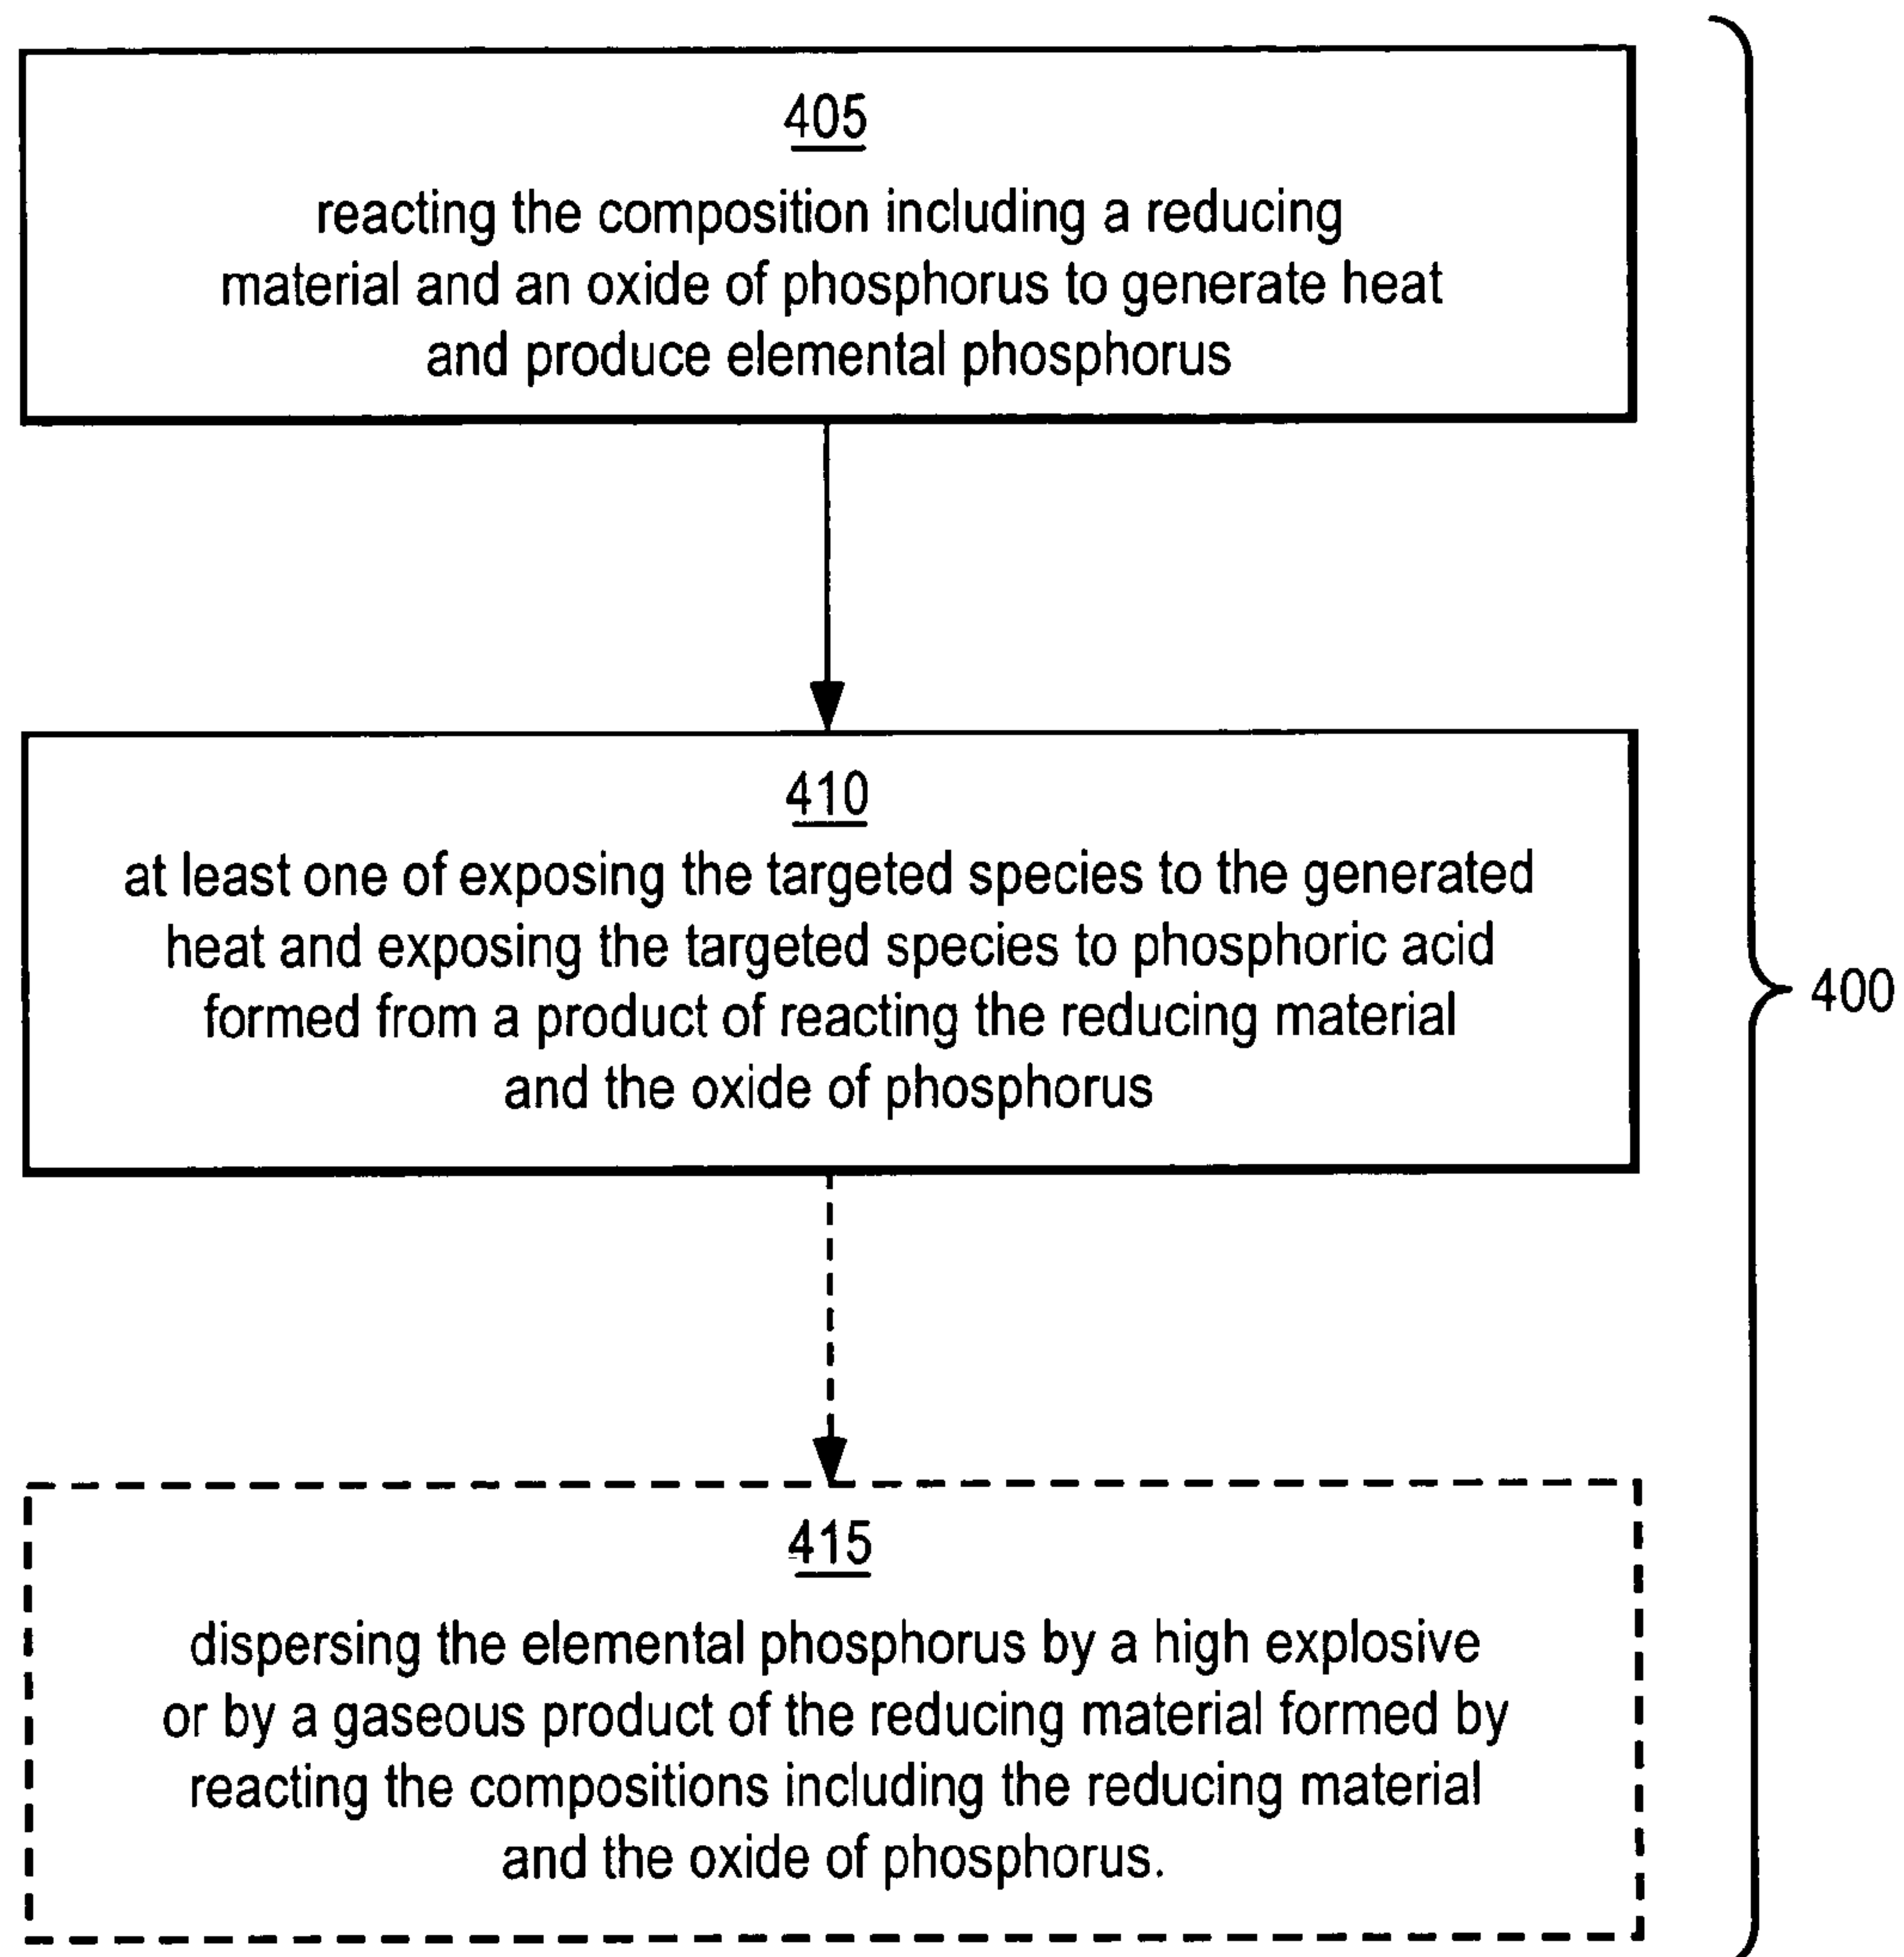 405
reacting the composition including a reducing
material and an oxide of phosphorus to generate heat
and produce elemental phosphorus
410
at least one of exposing the targeted species to the generated
heat and exposing the targeted species to phosphoric acid
formed from a product of reacting the reducing material
and the oxide of phosphorus
400
415
dispersing the elemental phosphorus by a high explosive
or by a gaseous product of the reducing material formed by
reacting the compositions including the reducing material
and the oxide of phosphorus.